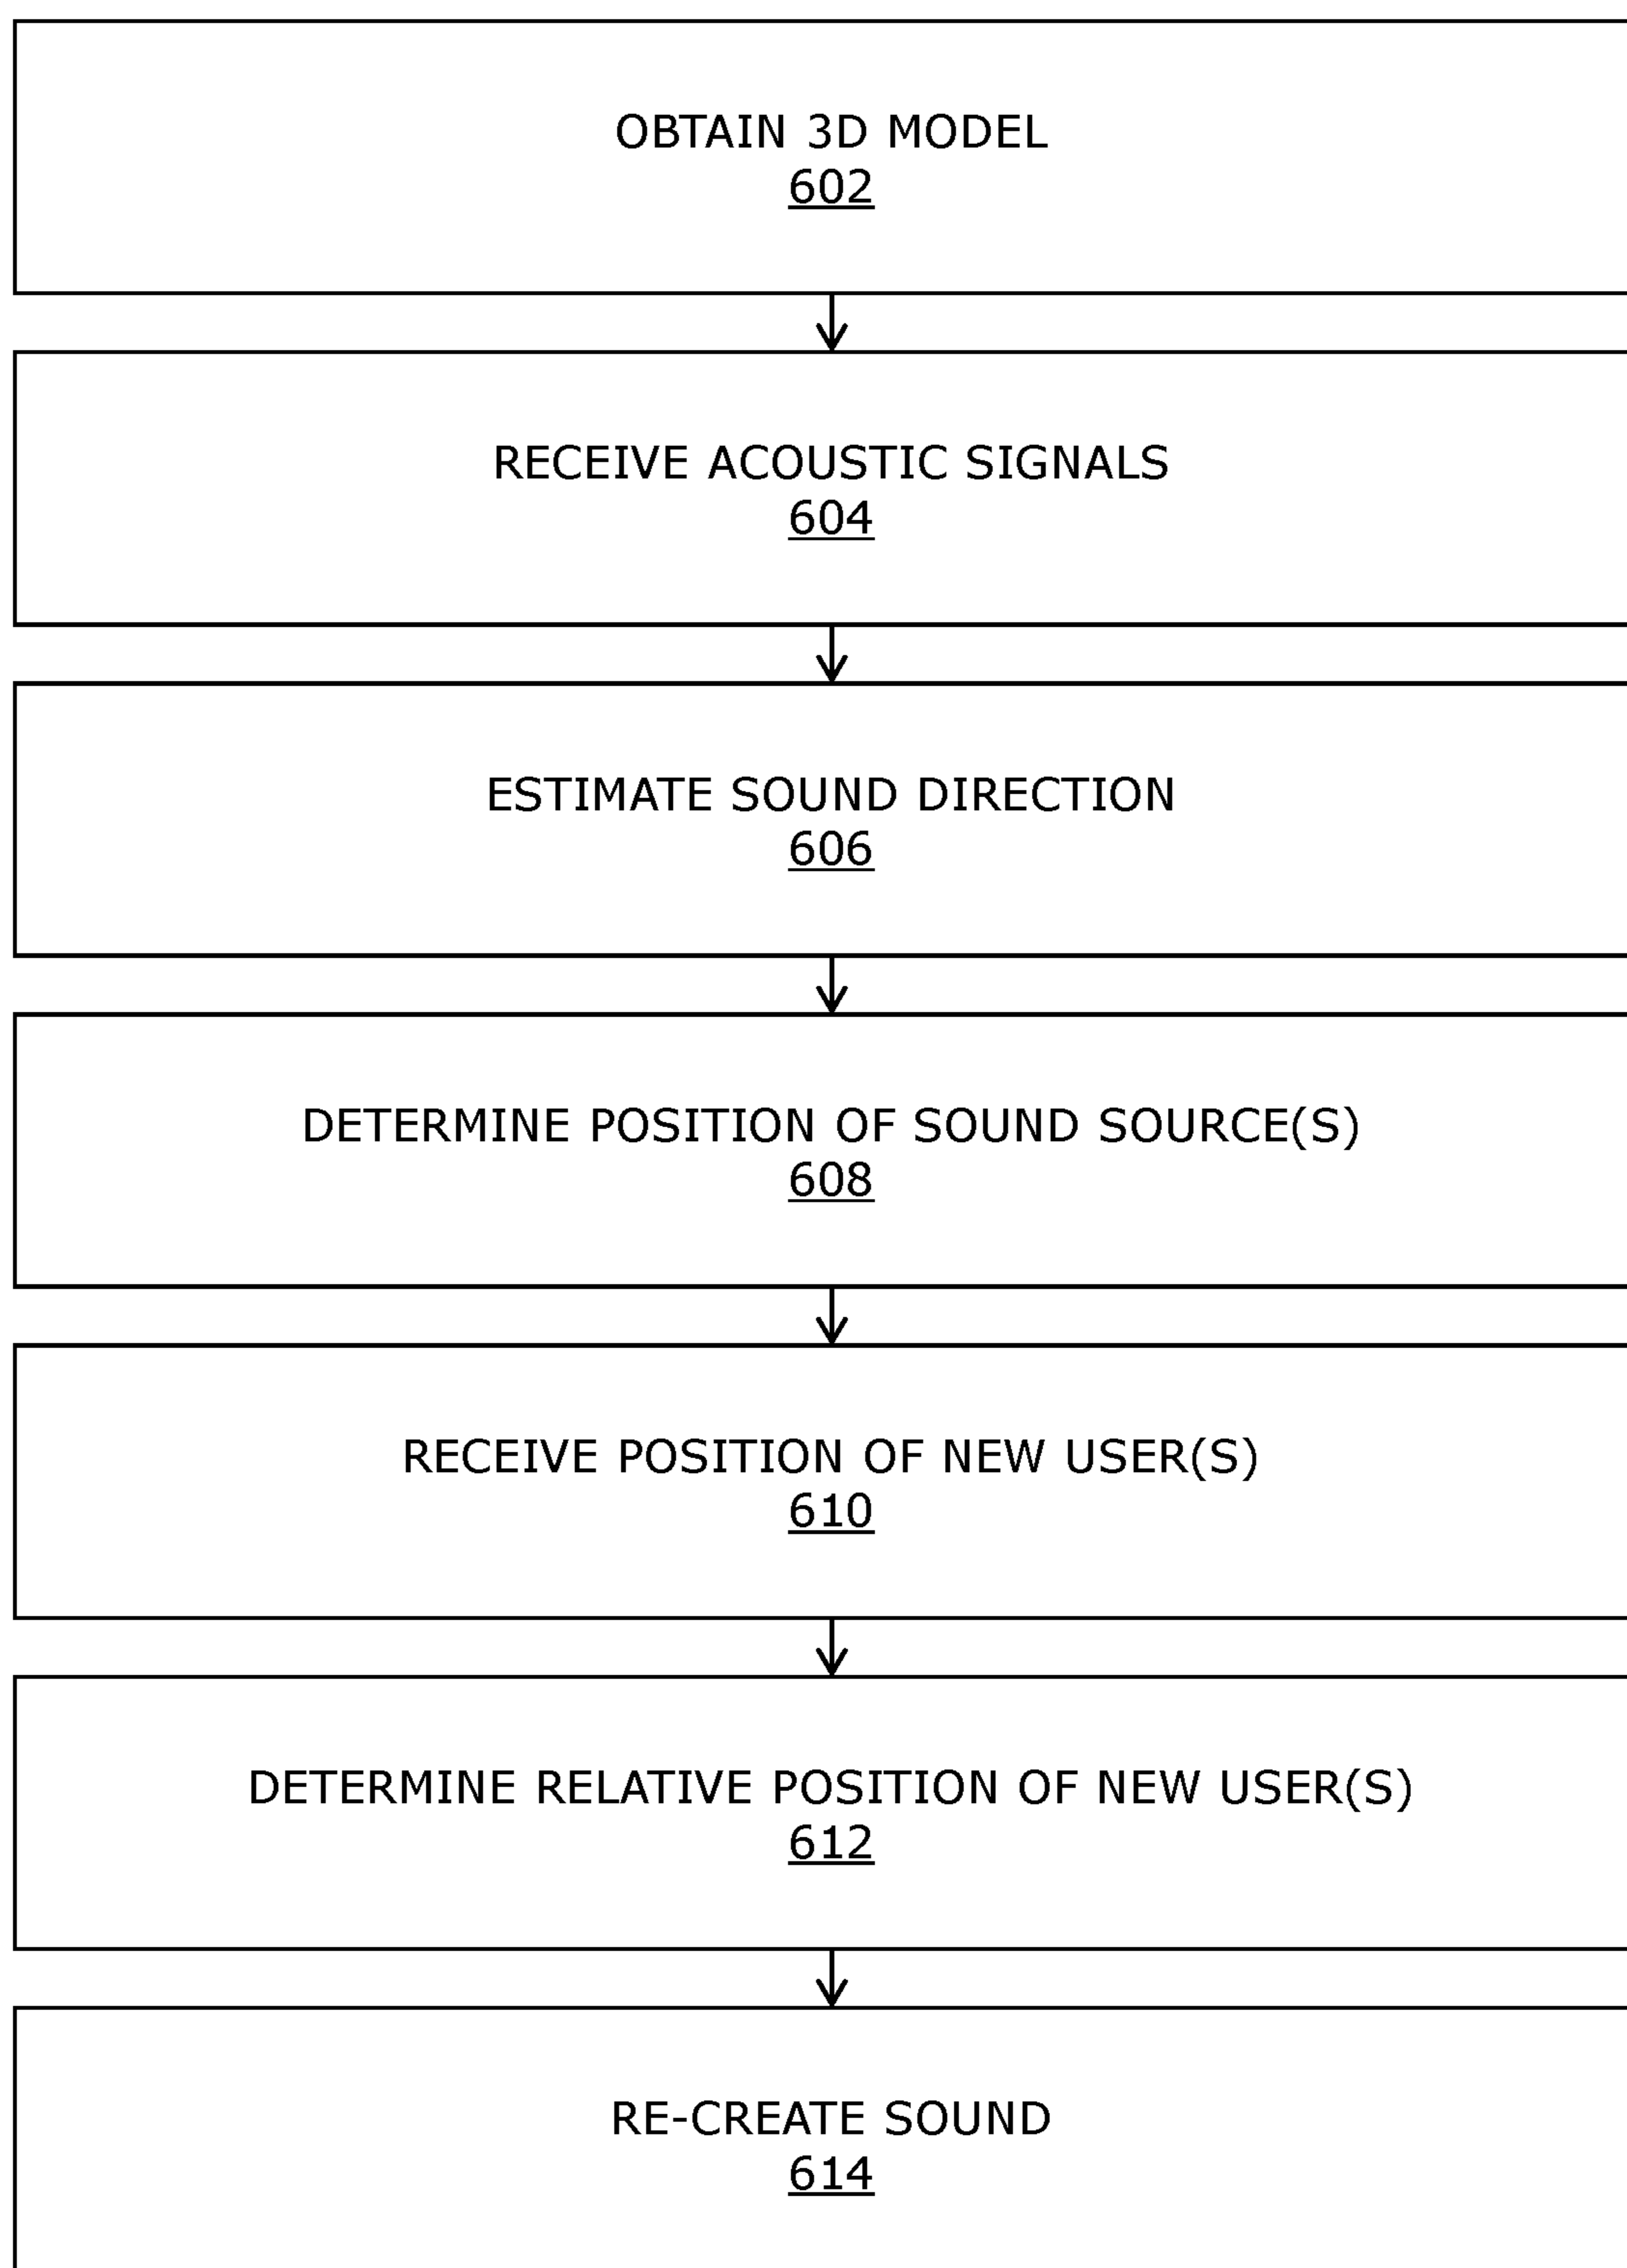 OBTAIN 3D MODEL
602
RECEIVE ACOUSTIC SIGNALS
604
ESTIMATE SOUND DIRECTION
606
DETERMINE POSITION OF SOUND SOURCE(S)
608
RECEIVE POSITION OF NEW USER(S)
610
DETERMINE RELATIVE POSITION OF NEW USER(S)
612
RE-CREATE SOUND
614